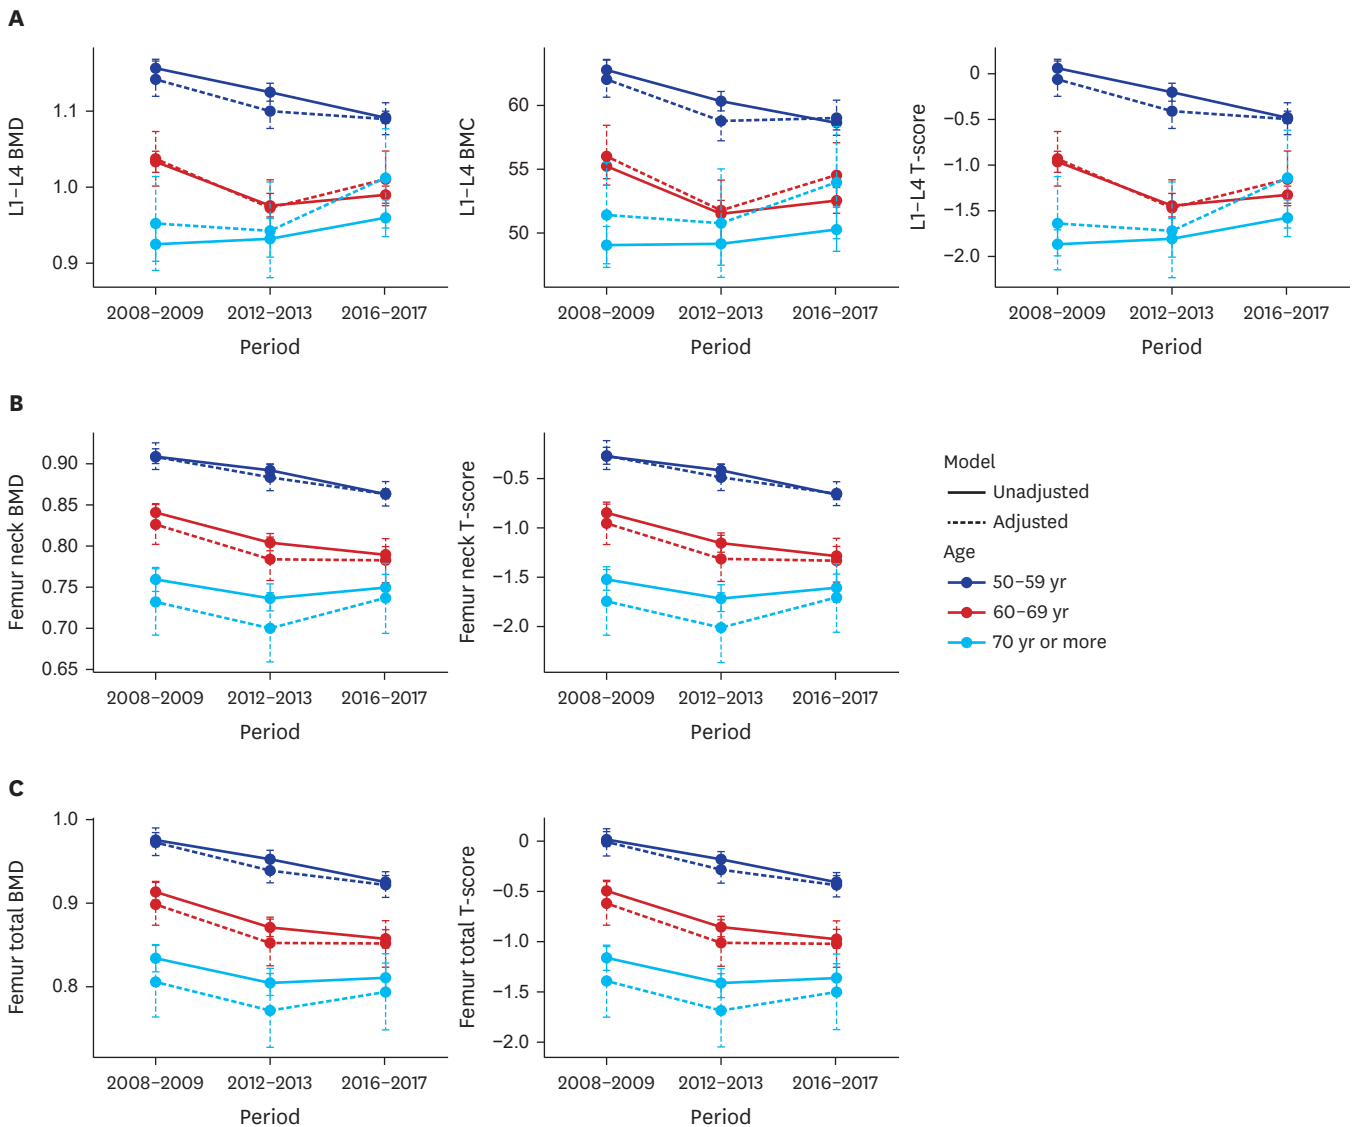 A
L1–L4 BMD
1.1
1.0
0.9
2008–2009 2012–2013 2016–2017
Period
L1–L4 BMC
60
55
50
2008–2009 2012–2013 2016–2017
Period
L1–L4 T-score
0
−0.5
−1.0
−1.5
−2.0
2008–2009 2012–2013 2016–2017
Period
B
Femur neck BMD
0.90
0.85
0.80
0.75
0.70
0.65
2008–2009 2012–2013 2016–2017
Period
Femur neck T-score
−0.5
−1.0
−1.5
−2.0
2008–2009 2012–2013 2016–2017
Period
Model
Unadjusted
Adjusted
Age
50–59 yr
60–69 yr
70 yr or more
C
Femur total BMD
1.0
0.9
0.8
2008–2009 2012–2013 2016–2017
Period
Femur total T-score
0
−0.5
−1.0
−1.5
−2.0
2008–2009 2012–2013 2016–2017
Period